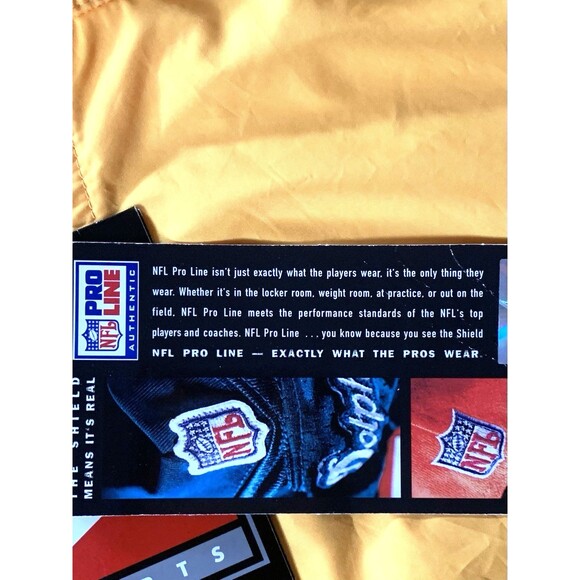 PRO
LINE
NFL
AUTHENTIC
NFL Pro Line isn't just exactly what the players wear, it's the only thing they
wear. Whether it's in the locker room, weight room, at practice, or out on the
field, NFL Pro Line meets the performance standards of the NFL's top
players and coaches. NFL Pro Line ... you know because you see the Shield
NFL PRO LINE — EXACTLY WHAT THE PROS WEAR.
THE SHIELD
MEANS IT'S REAL
NFL
NFL